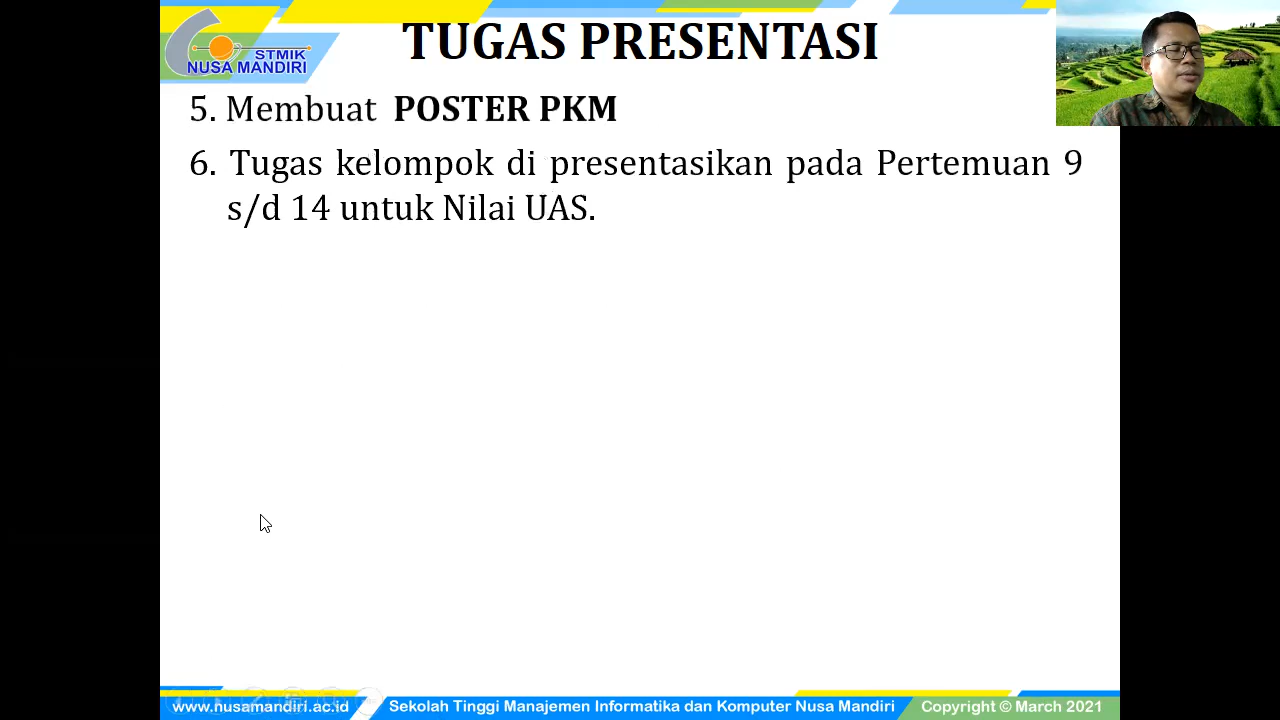 STMIK
NUSA MANDIRI
TUGAS PRESENTASI
5. Membuat POSTER PKM
6. Tugas kelompok di presentasikan pada Pertemuan 9
s/d 14 untuk Nilai UAS.
www.nusamandiri.ac.id
Sekolah Tinggi Manajemen Informatika dan Komputer Nusa Mandiri
Copyright © March 2021